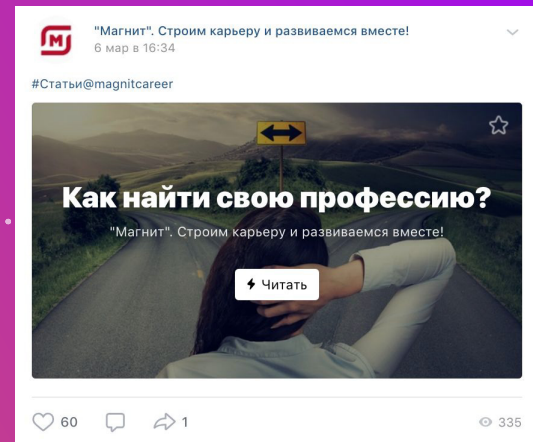 "Магнит". Строим карьеру и развиваемся вместе!
6 мар в 16:34
#Статьи@magnitcareer
Как найти свою профессию?
"Магнит". Строим карьеру и развиваемся вместе!
Читать
60
1
335